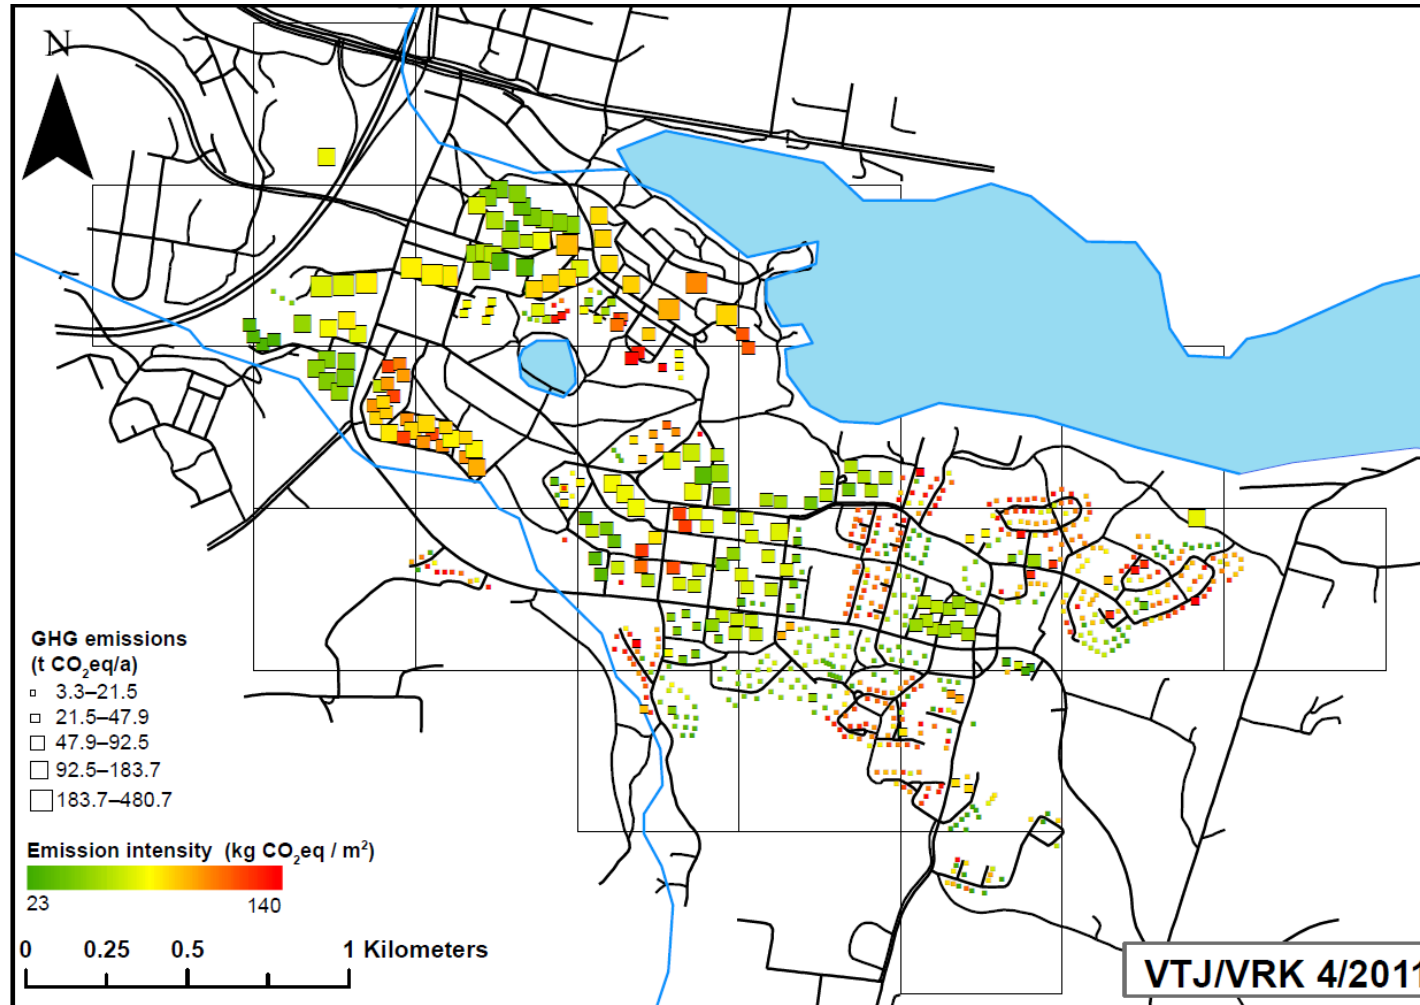 N
GHG emissions
(t CO₂eq/a)
3.3–21.5
21.5–47.9
47.9–92.5
92.5–183.7
183.7–480.7
Emission intensity (kg CO₂eq / m²)
23 140
0 0.25 0.5 1 Kilometers
VTJ/VRK 4/2011